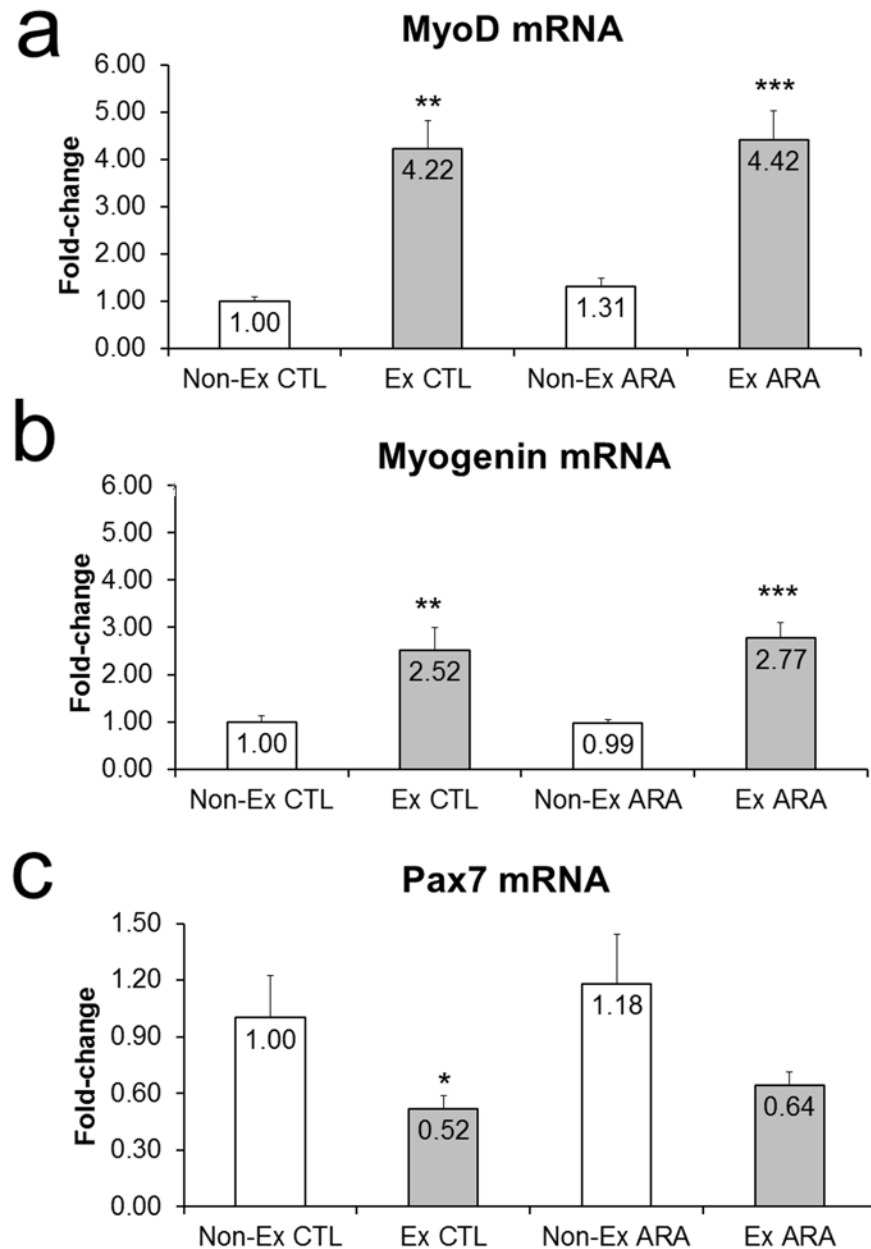 a
MyoD mRNA
Fold-change
6.00
5.00
4.00
3.00
2.00
1.00
0.00
**
***
1.00
4.22
1.31
4.42
Non-Ex CTL
Ex CTL
Non-Ex ARA
Ex ARA
b
Myogenin mRNA
Fold-change
6.00
5.00
4.00
3.00
2.00
1.00
0.00
**
***
1.00
2.52
0.99
2.77
Non-Ex CTL
Ex CTL
Non-Ex ARA
Ex ARA
c
Pax7 mRNA
Fold-change
1.50
1.20
0.90
0.60
0.30
0.00
*
1.00
0.52
1.18
0.64
Non-Ex CTL
Ex CTL
Non-Ex ARA
Ex ARA